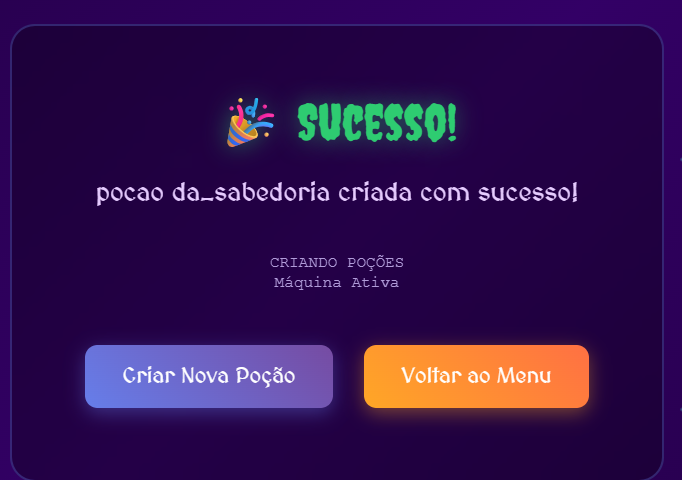 SUCESSO!
pocao da_sabedoria criada com sucesso!
CRIANDO POÇÕES
Máquina Ativa
Criar Nova Poção
Voltar ao Menu